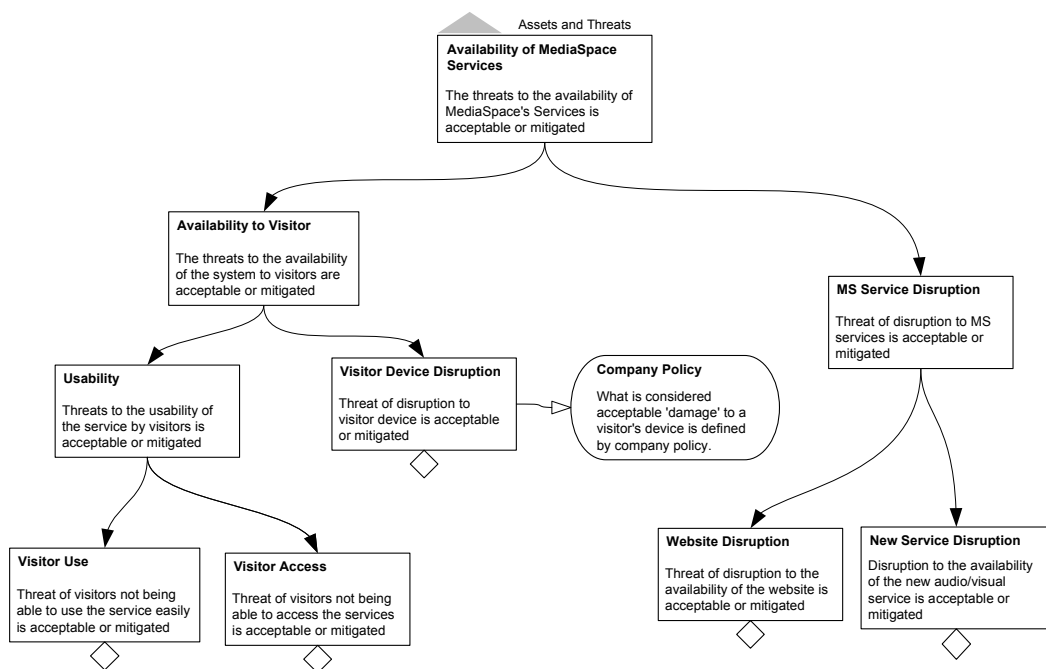 Assets and Threats
Availability of MediaSpace
Services
The threats to the availability of
MediaSpace's Services is
acceptable or mitigated
Availability to Visitor
The threats to the availability
of the system to visitors are
acceptable or mitigated
MS Service Disruption
Threat of disruption to MS
services is acceptable or
mitigated
Usability
Threats to the usability of
the service by visitors is
acceptable or mitigated
Visitor Device Disruption
Threat of disruption to
visitor device is acceptable
or mitigated
Company Policy
What is considered
acceptable 'damage' to a
visitor's device is defined
by company policy.
Visitor Use
Threat of visitors not being
able to use the service easily
is acceptable or mitigated
Visitor Access
Threat of visitors not being
able to access the services
is acceptable or mitigated
Website Disruption
Threat of disruption to the
availability of the website is
acceptable or mitigated
New Service Disruption
Disruption to the availability
of the new audio/visual
service is acceptable or
mitigated